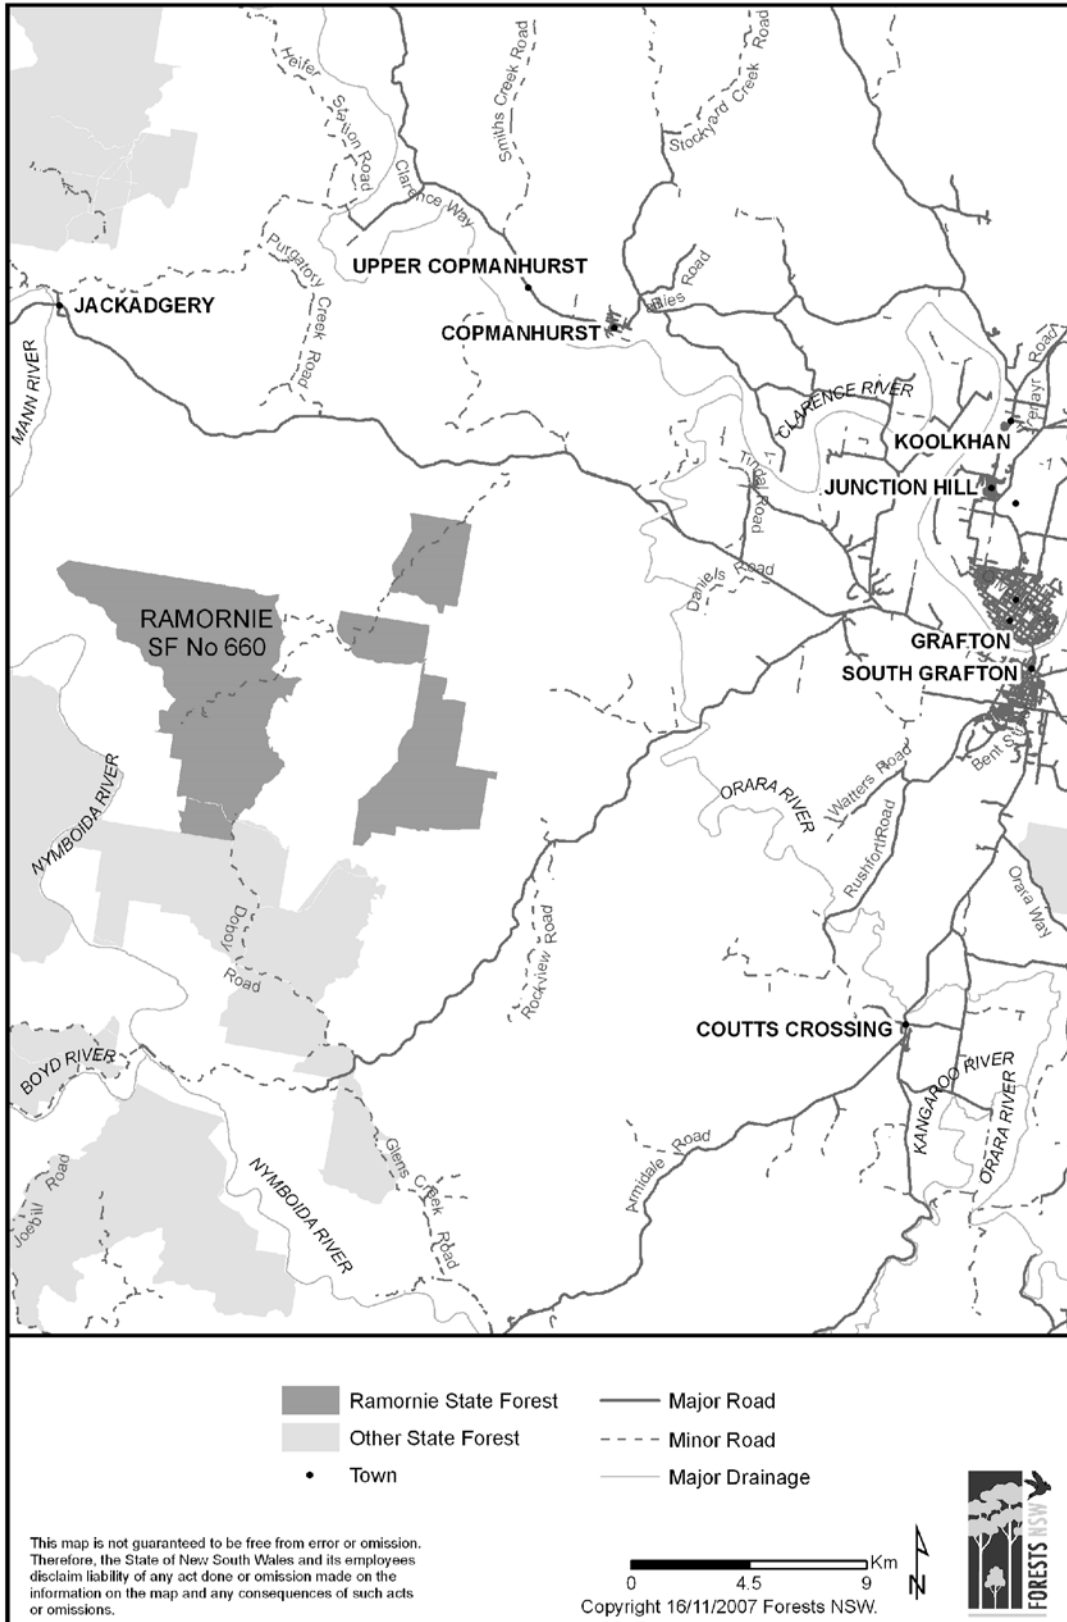 Heifer
Station Road
Smiths Creek Road
Stockyard Creek Road
Clarence Way
Purgatory
Creek Road
UPPER COPMANHURST
JACKADGERY
COPMANHURST
Road
MANN RIVER
CLARENCE RIVER
Road
KOOLKHAN
Tindal Road
JUNCTION HILL
Daniels Road
RAMORNIE
SF No 660
GRAFTON
SOUTH GRAFTON
Bent St
NYMBOIDA RIVER
ORARA RIVER
Watters Road
Rushforth Road
Orara Way
Doboy
Road
Rockview Road
COUTTS CROSSING
BOYD RIVER
KANGAROO RIVER
ORARA RIVER
Armidale Road
Glens Creek Road
NYMBOIDA RIVER
Joebill Road
Ramornie State Forest
Other State Forest
Town
Major Road
Minor Road
Major Drainage
This map is not guaranteed to be free from error or omission.
Therefore, the State of New South Wales and its employees
disclaim liability of any act done or omission made on the
information on the map and any consequences of such acts
or omissions.
Km
0 4.5 9
N
Copyright 16/11/2007 Forests NSW.
FORESTS NSW